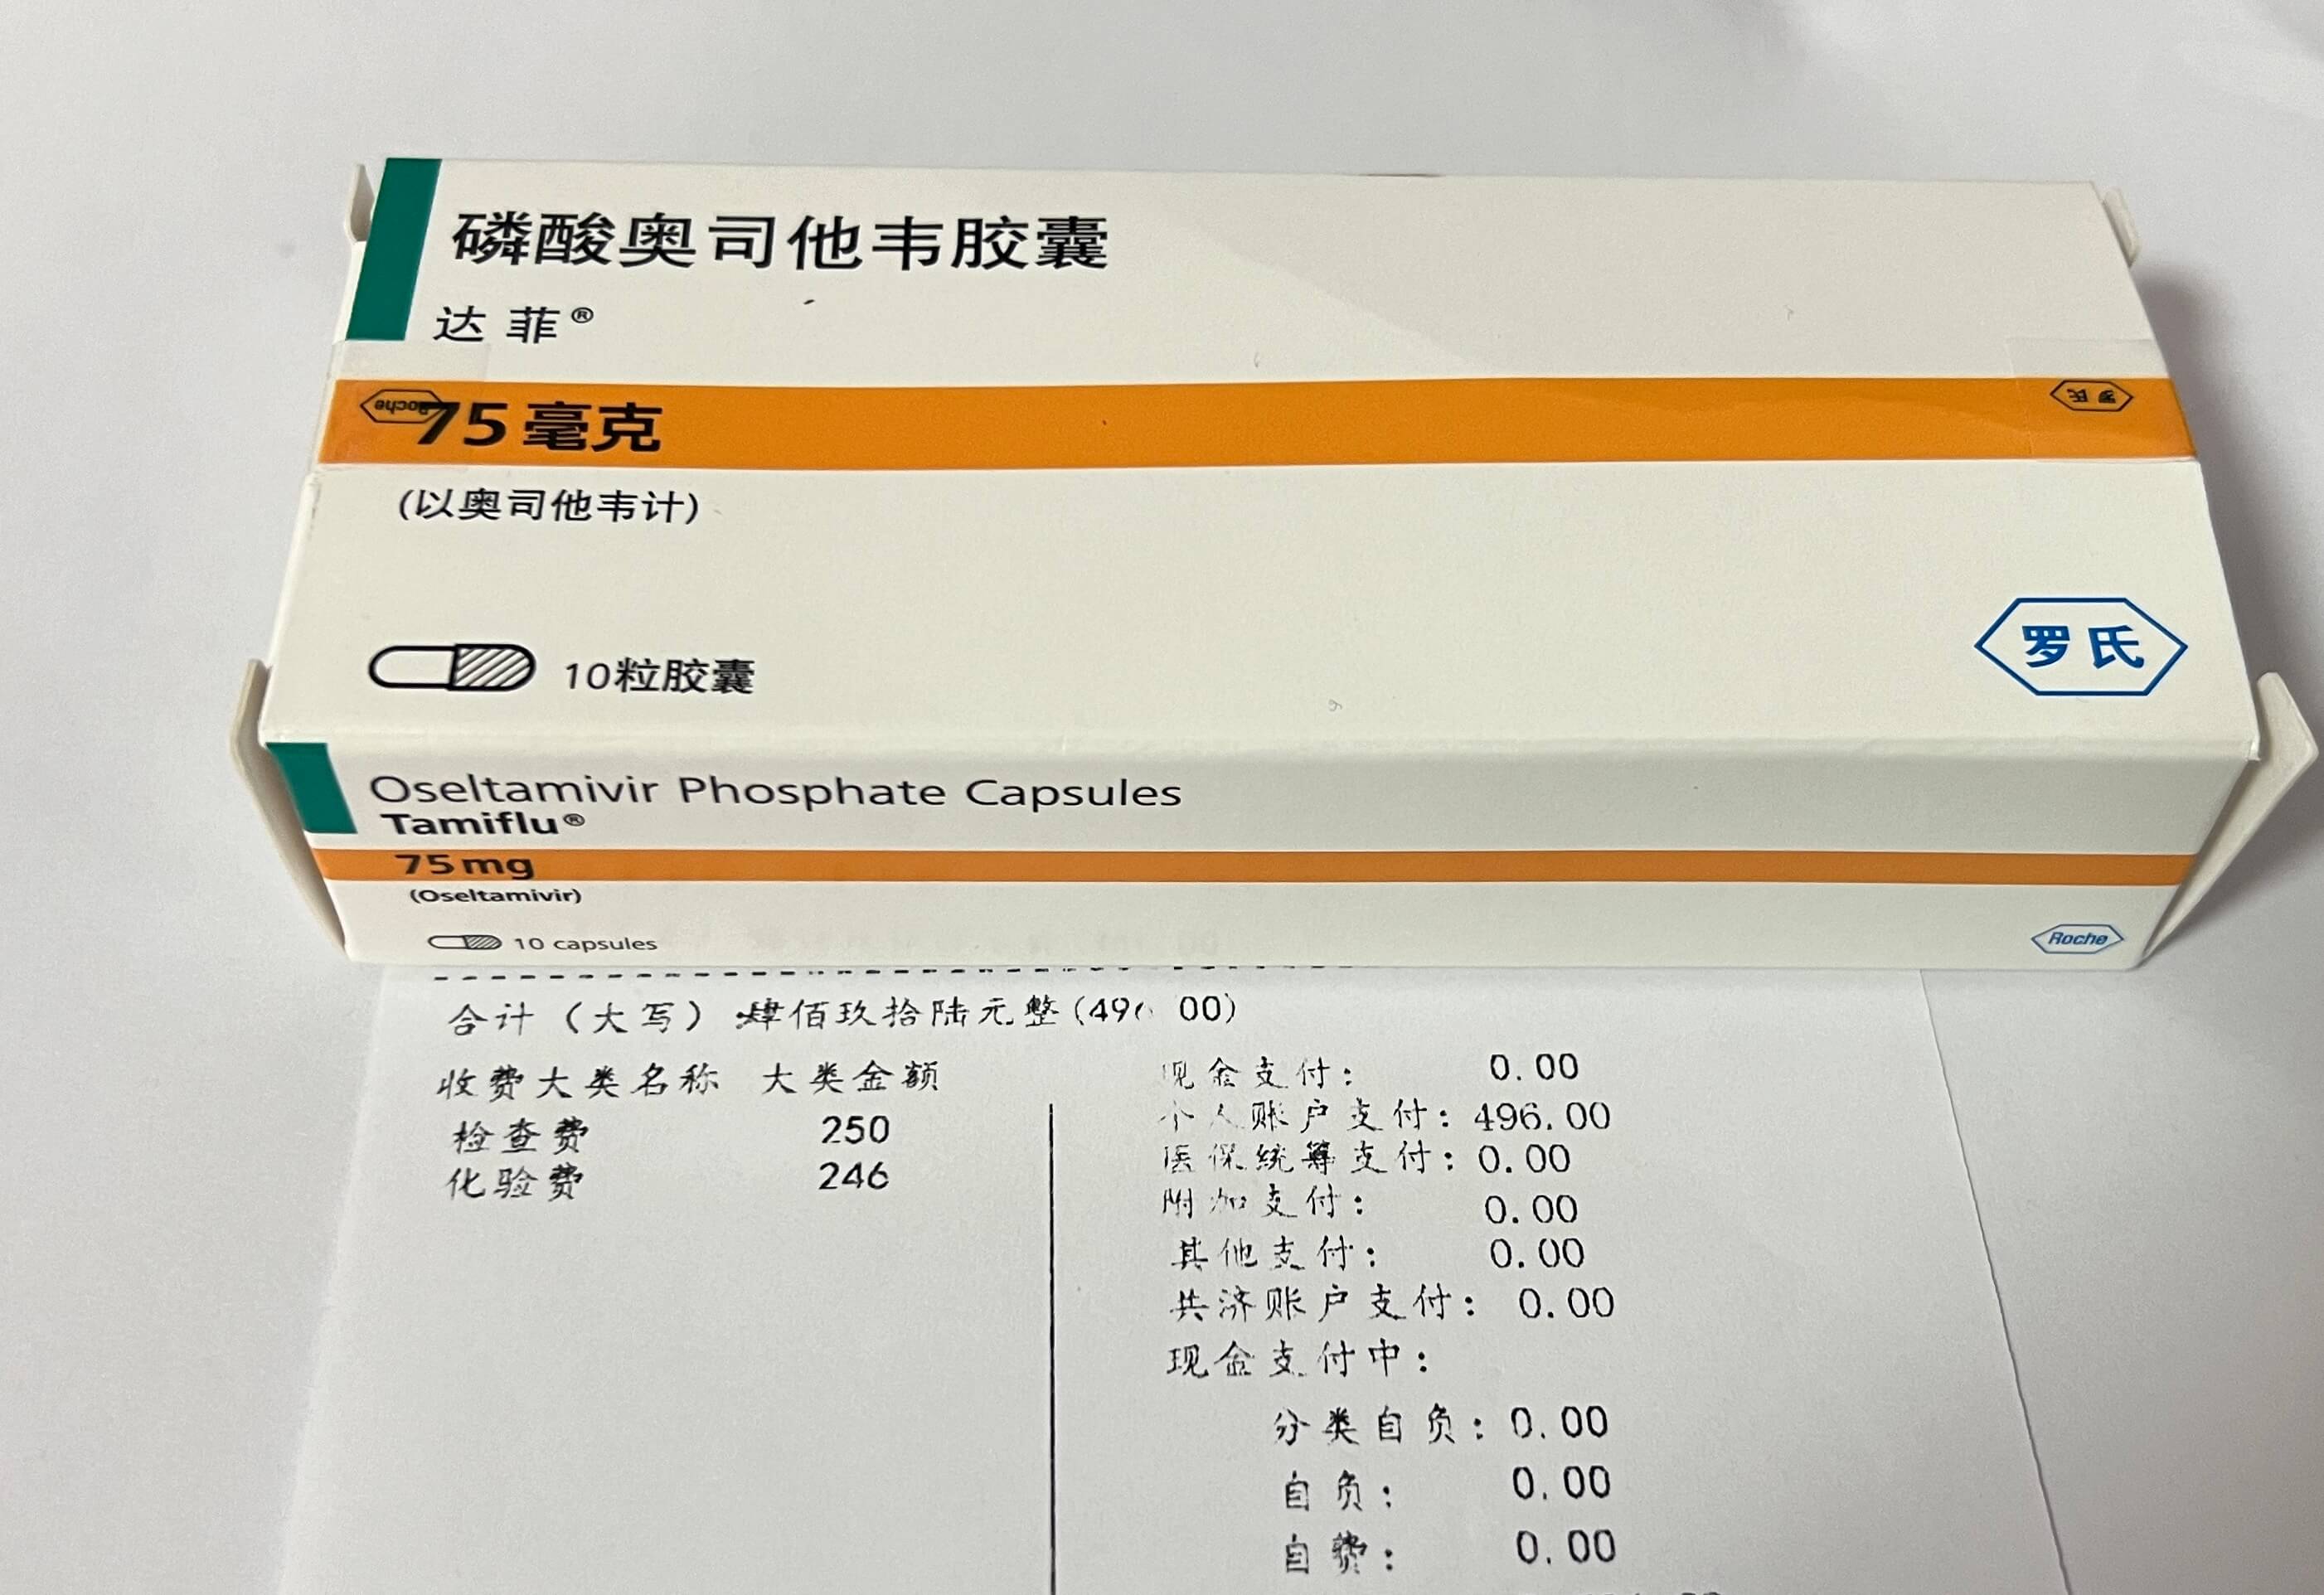 磷酸奥司他韦胶囊
达菲®
Roche
75毫克
罗氏
(以奥司他韦计)
10粒胶囊
罗氏
Oseltamivir Phosphate Capsules
Tamiflu®
75mg
(Oseltamivir)
10 capsules
Roche
合计（大写）:肆佰玖拾陆元整(496 00)
收费大类名称 大类金额
检查费 250
化验费 246
现金支付: 0.00
个人账户支付: 496.00
医保统筹支付: 0.00
附加支付: 0.00
其他支付: 0.00
共济账户支付: 0.00
现金支付中:
分类自负: 0.00
自负: 0.00
自费: 0.00